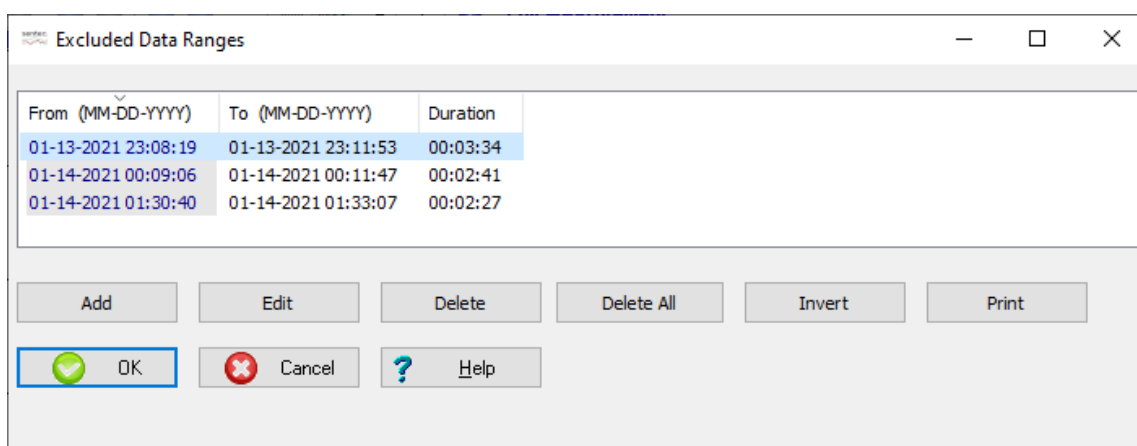 sentec
Excluded Data Ranges
From (MM-DD-YYYY) To (MM-DD-YYYY) Duration
01-13-2021 23:08:19 01-13-2021 23:11:53 00:03:34
01-14-2021 00:09:06 01-14-2021 00:11:47 00:02:41
01-14-2021 01:30:40 01-14-2021 01:33:07 00:02:27
Add Edit Delete Delete All Invert Print
OK Cancel ? Help